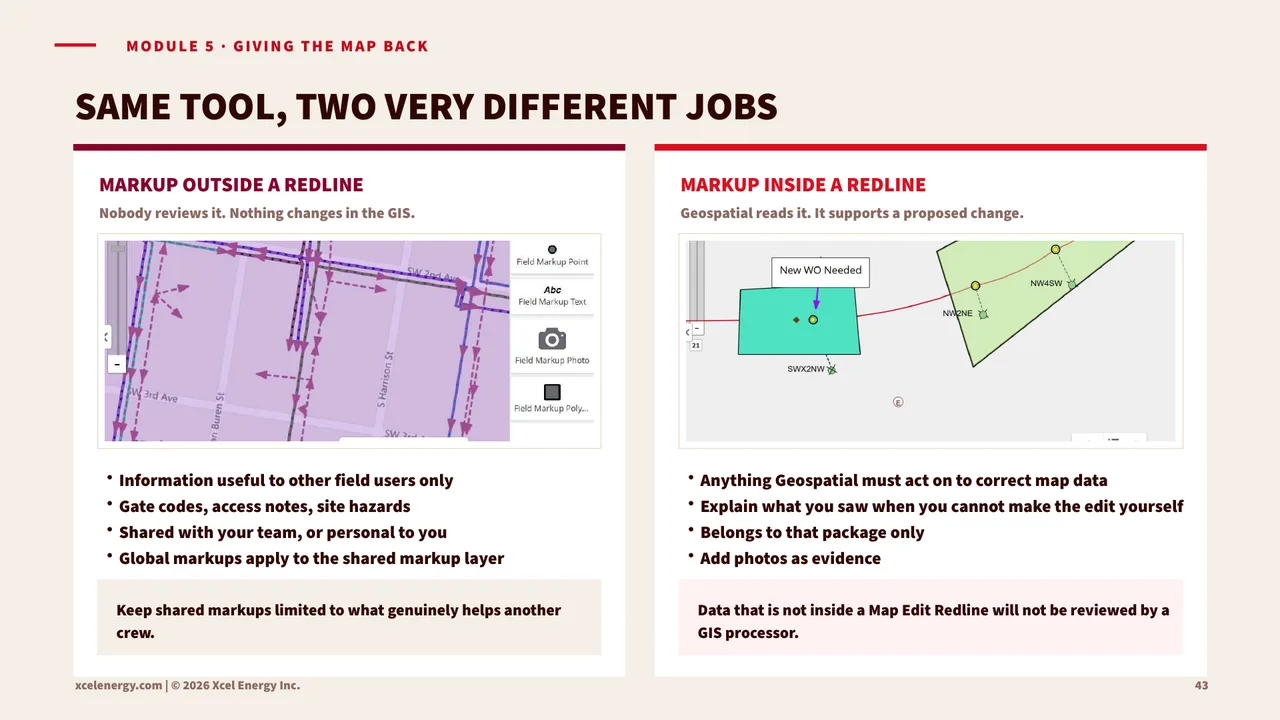 MODULE 5 · GIVING THE MAP BACK
SAME TOOL, TWO VERY DIFFERENT JOBS
MARKUP OUTSIDE A REDLINE
Nobody reviews it. Nothing changes in the GIS.
SW 2nd Ave
SW 3rd Ave
S Harrison St
an Buren St
SW 3rd
Field Markup Point
Abc
Field Markup Text
Field Markup Photo
Field Markup Poly...
• Information useful to other field users only
• Gate codes, access notes, site hazards
• Shared with your team, or personal to you
• Global markups apply to the shared markup layer
Keep shared markups limited to what genuinely helps another
crew.
MARKUP INSIDE A REDLINE
Geospatial reads it. It supports a proposed change.
New WO Needed
NW4SW
NW2NE
21
SWX2NW
E
• Anything Geospatial must act on to correct map data
• Explain what you saw when you cannot make the edit yourself
• Belongs to that package only
• Add photos as evidence
Data that is not inside a Map Edit Redline will not be reviewed by a
GIS processor.
xcelenergy.com | © 2026 Xcel Energy Inc.
43